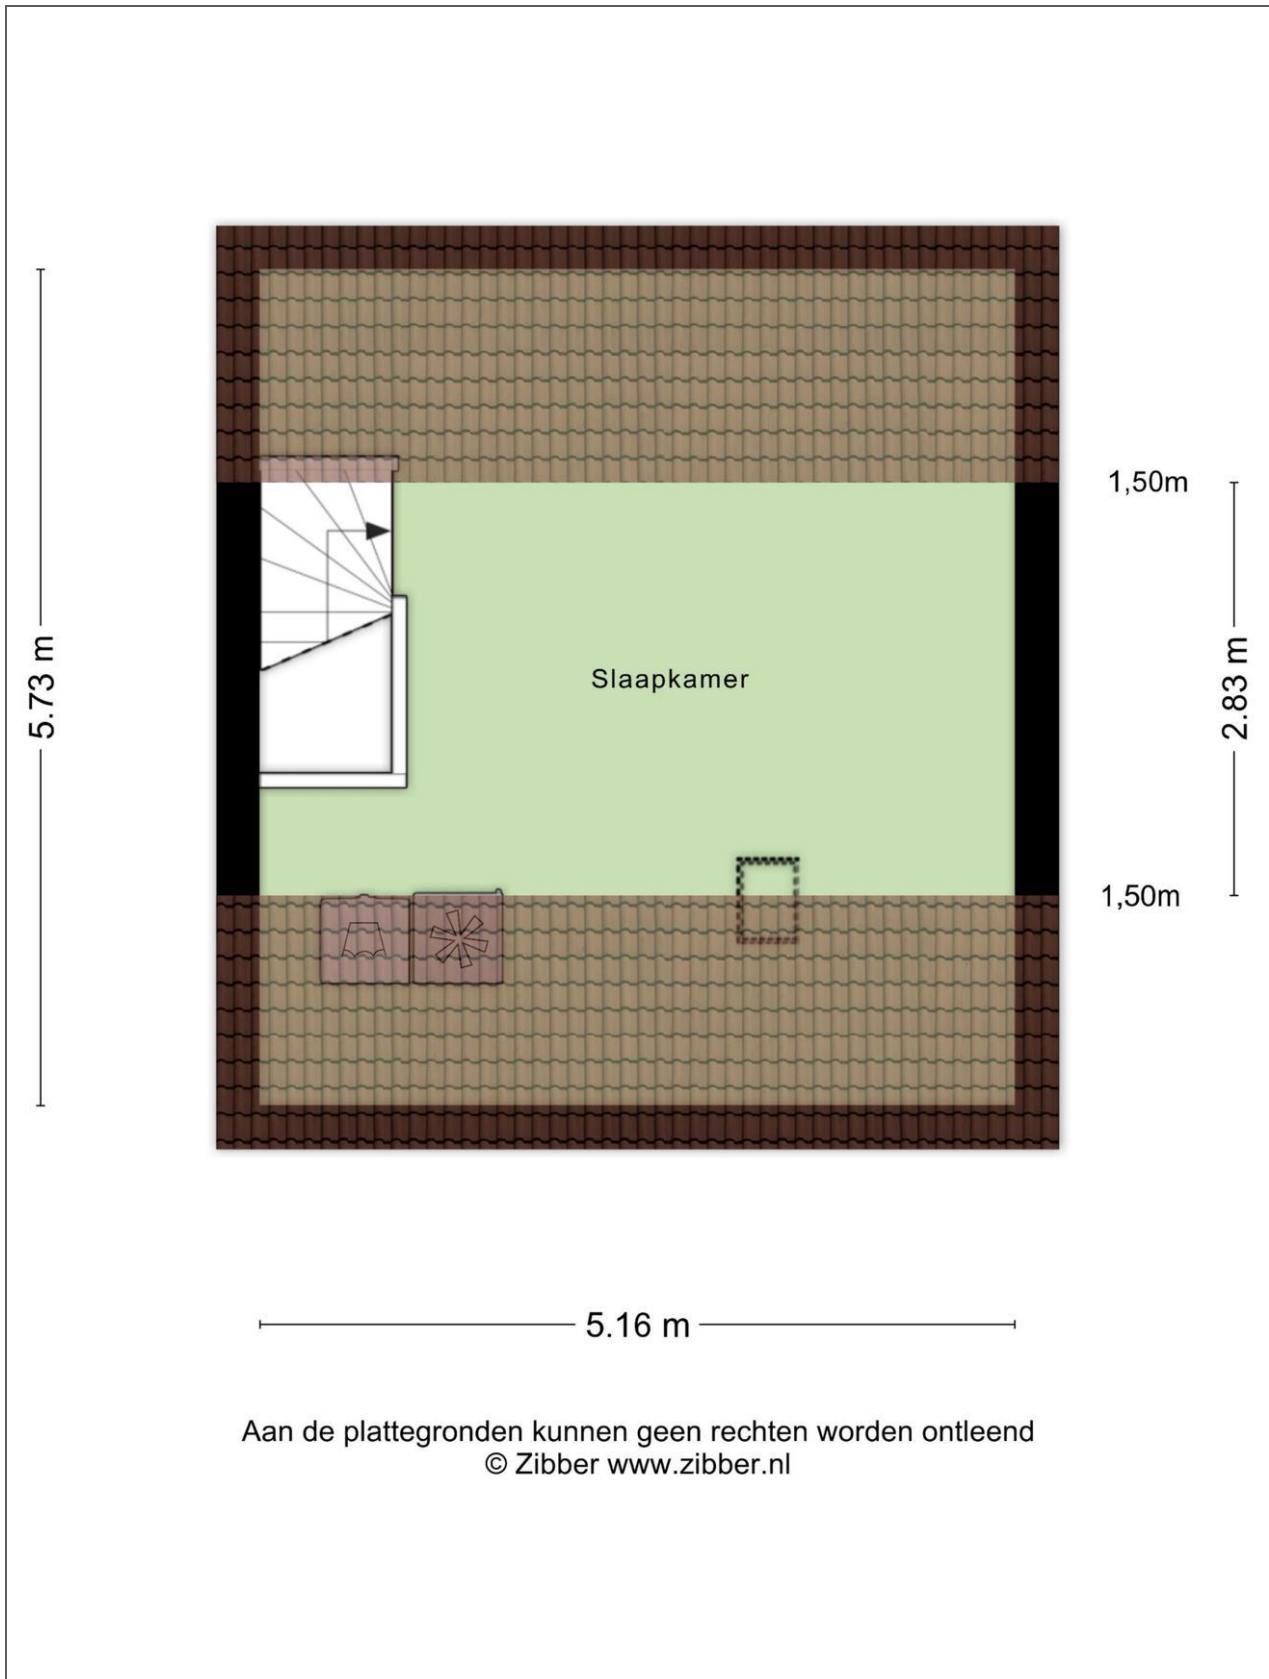 1,50m
5.73 m
2.83 m
Slaapkamer
1,50m
5.16 m
Aan de plattegronden kunnen geen rechten worden ontleend
© Zibber www.zibber.nl